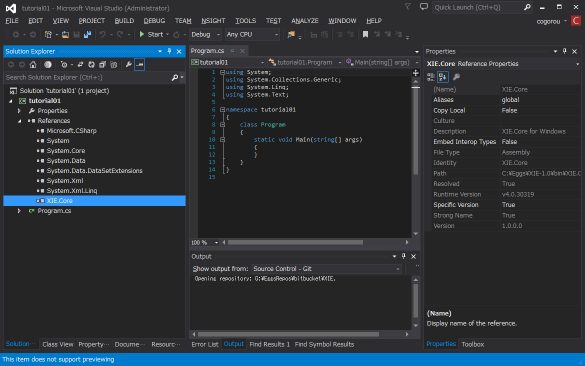 tutorial01 - Microsoft Visual Studio (Administrator)
Quick Launch (Ctrl+Q)
FILE EDIT VIEW PROJECT BUILD DEBUG TEAM NSIGHT TOOLS TEST ANALYZE WINDOW HELP
cogorou
Start Debug Any CPU
Solution Explorer
Search Solution Explorer (Ctrl+:)
Solution 'tutorial01' (1 project)
tutorial01
Properties
References
Microsoft.CSharp
System
System.Core
System.Data
System.Data.DataSetExtensions
System.Xml
System.Xml.Linq
XIE.Core
Program.cs
Solution Class View Property Docume Resourc
Program.cs
tutorial01 tutorial01.Program Main(string[] args)
1 using System;
2 using System.Collections.Generic;
3 using System.Linq;
4 using System.Text;
5
6 namespace tutorial01
7 {
8 class Program
9 {
10 static void Main(string[] args)
11 {
12 }
13 }
14 }
15
100 %
Output
Show output from: Source Control - Git
Error List Output Find Results 1 Find Symbol Results
Properties
XIE.Core Reference Properties
(Name) XIE.Core
Aliases global
Copy Local False
Culture
Description XIE.Core for Windows
Embed Interop Types False
File Type Assembly
Identity XIE.Core
Path C:¥Eggs¥XIE-1.0¥bin¥XIE.C
Resolved True
Runtime Version v4.0.30319
Specific Version True
Strong Name True
Version 1.0.0.0
(Name)
Display name of the reference.
Properties Toolbox
This item does not support previewing